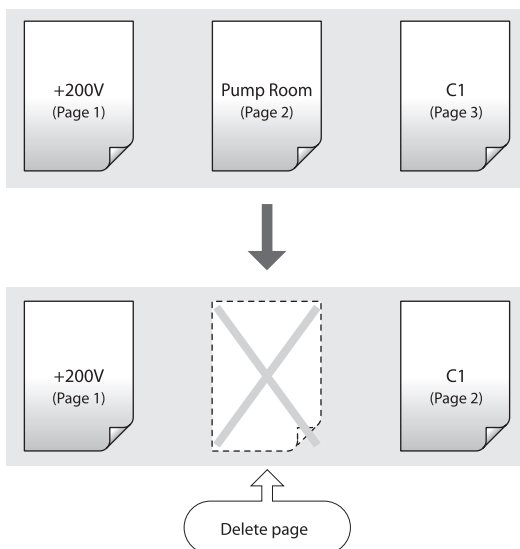 +200V
(Page 1)
Pump Room
(Page 2)
C1
(Page 3)
+200V
(Page 1)
C1
(Page 2)
Delete page